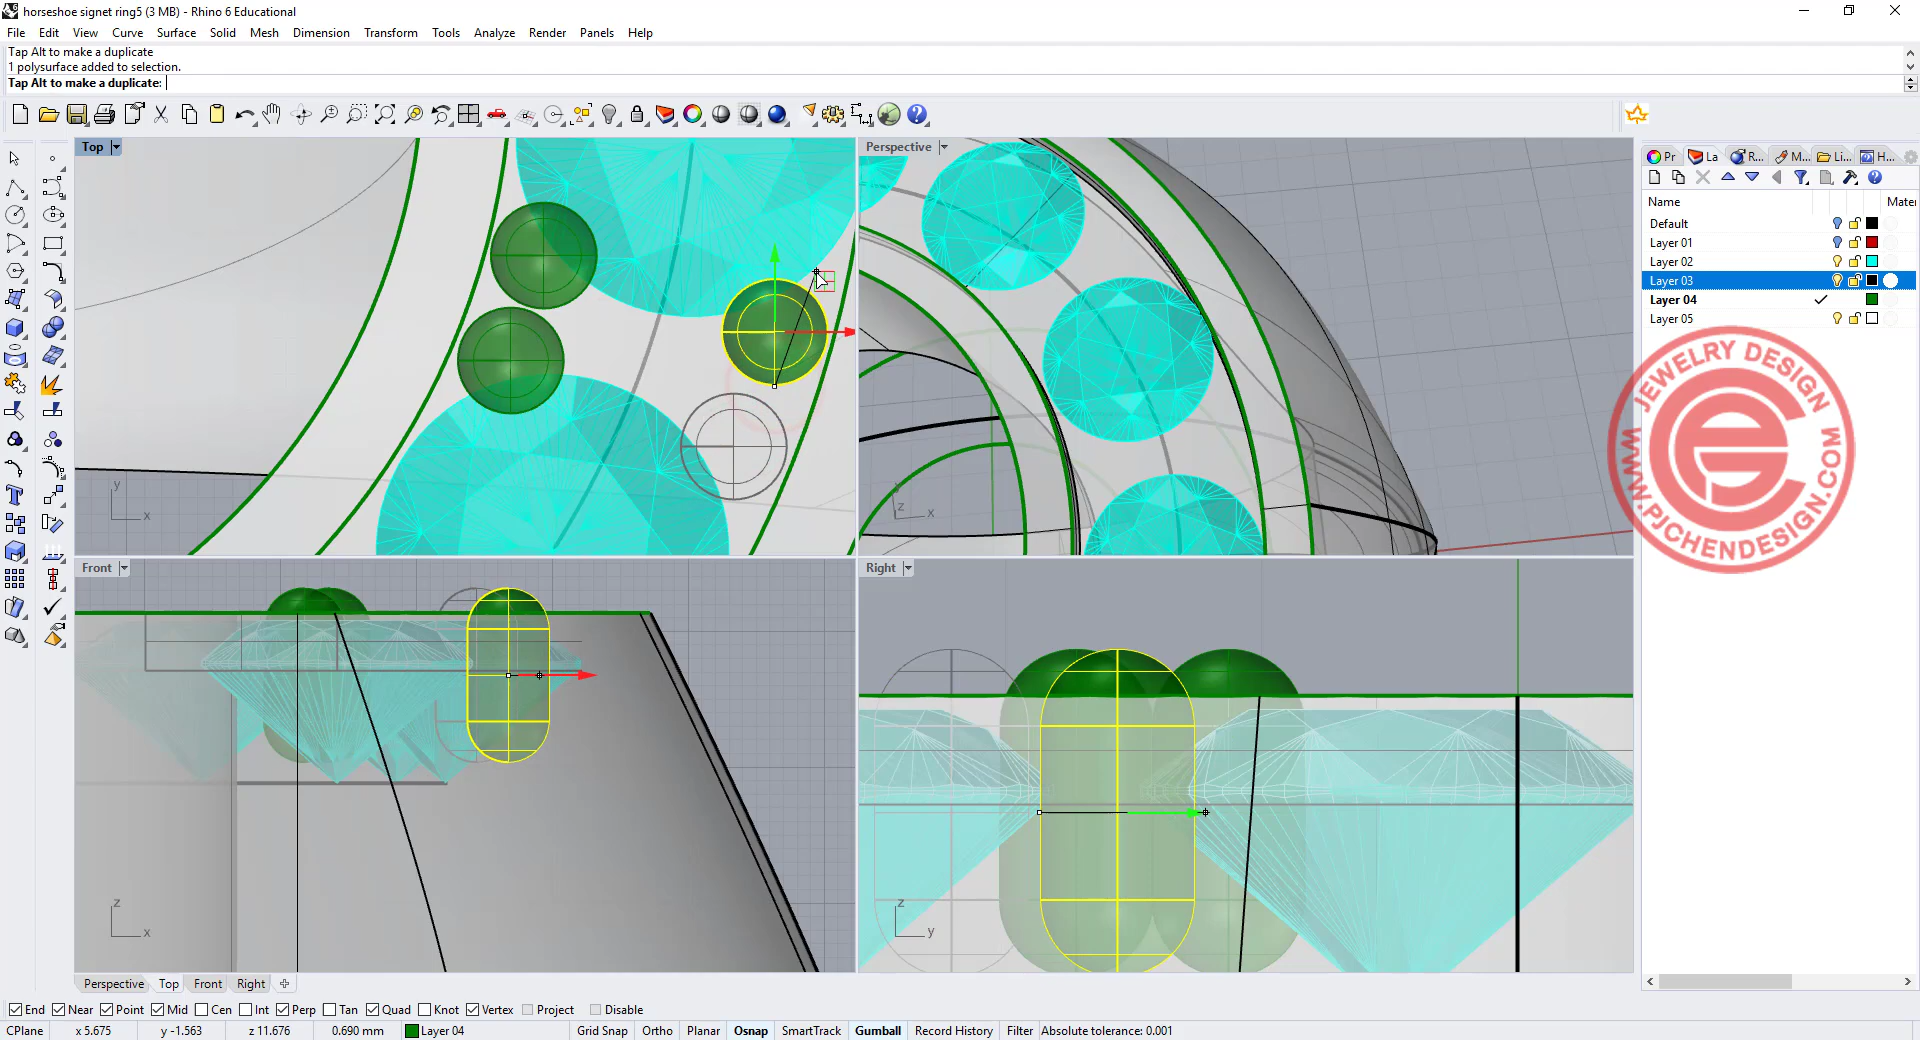 horseshoe signet ring5 (3 MB) - Rhino 6 Educational
File Edit View Curve Surface Solid Mesh Dimension Transform Tools Analyze Render Panels Help
Tap Alt to make a duplicate
1 polysurface added to selection.
Tap Alt to make a duplicate:
Top
Perspective
Pr La R... M... Li... H...
Name Mater
Default
Layer 01
Layer 02
Layer 03
Layer 04
Layer 05
JEWELRY DESIGN
WWW.PJCHENDESIGN.COM
y
x
z
x
Front
Right
z
x
z
y
Perspective Top Front Right
End Near Point Mid Cen Int Perp Tan Quad Knot Vertex Project Disable
CPlane x 5.675 y -1.563 z 11.676 0.690 mm Layer 04 Grid Snap Ortho Planar Osnap SmartTrack Gumball Record History Filter Absolute tolerance: 0.001